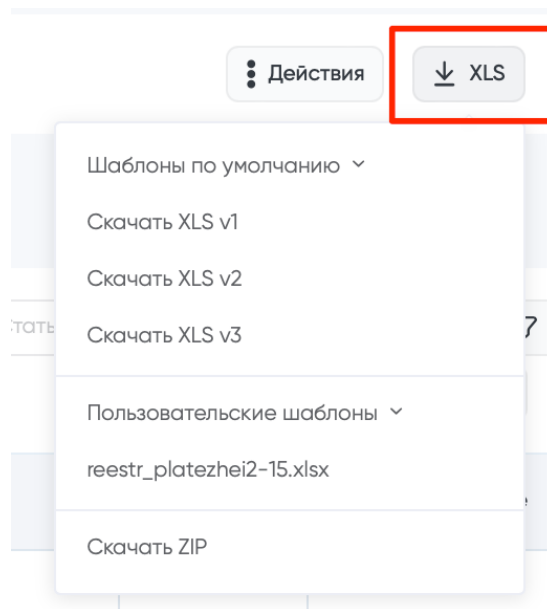 Действия
XLS
Шаблоны по умолчанию
Скачать XLS v1
Скачать XLS v2
Скачать XLS v3
Пользовательские шаблоны
reestr_platezhei2-15.xlsx
Скачать ZIP